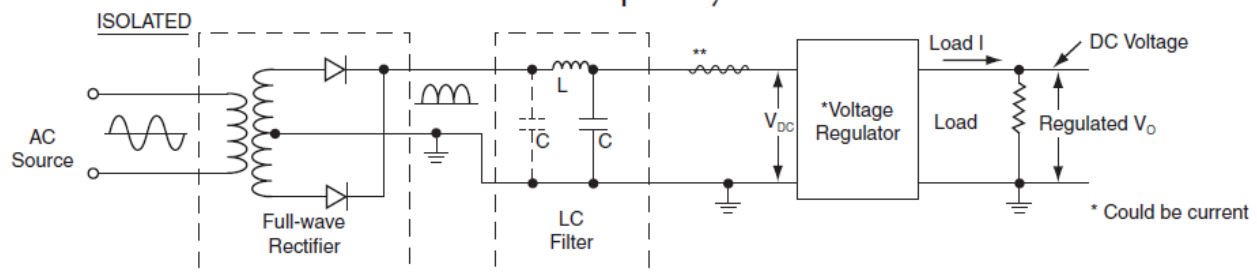 ISOLATED
AC
Source
Full-wave
Rectifier
L
C
C
LC
Filter
**
V_DC
*Voltage
Regulator
Load I
Load
DC Voltage
Regulated V_O
* Could be current